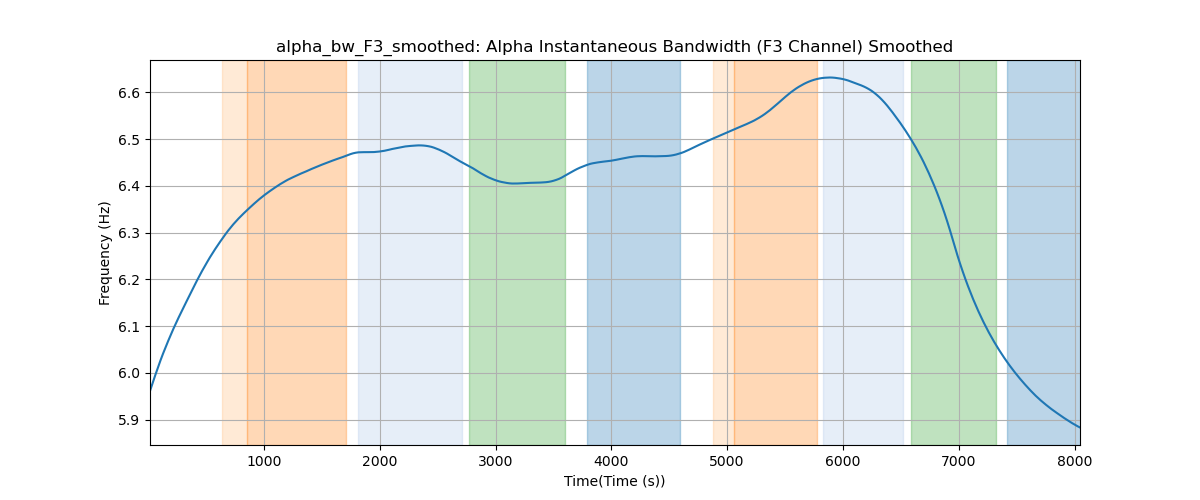 alpha_bw_F3_smoothed: Alpha Instantaneous Bandwidth (F3 Channel) Smoothed
Frequency (Hz)
6.6
6.5
6.4
6.3
6.2
6.1
6.0
5.9
1000 2000 3000 4000 5000 6000 7000 8000
Time(Time (s))